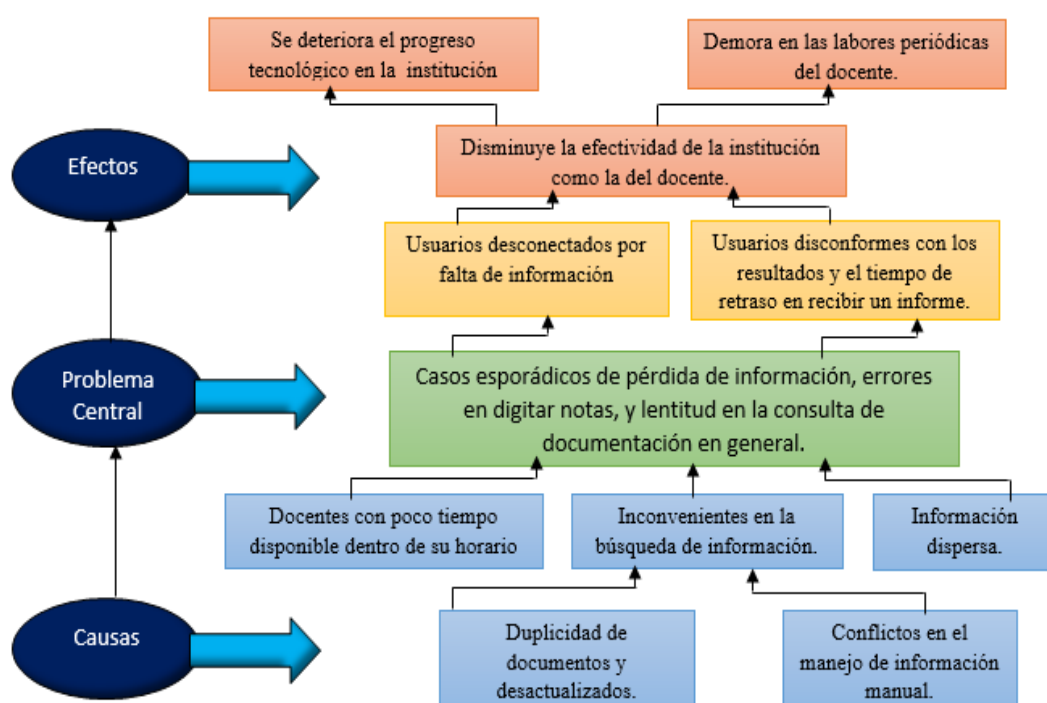 Se deteriora el progreso
tecnológico en la institución
Demora en las labores periódicas
del docente.
Efectos
Disminuye la efectividad de la institución
como la del docente.
Usuarios desconectados por
falta de información
Usuarios disconformes con los
resultados y el tiempo de
retraso en recibir un informe.
Problema
Central
Casos esporádicos de pérdida de información, errores
en digitar notas, y lentitud en la consulta de
documentación en general.
Docentes con poco tiempo
disponible dentro de su horario
Inconvenientes en la
búsqueda de información.
Información
dispersa.
Causas
Duplicidad de
documentos y
desactualizados.
Conflictos en el
manejo de información
manual.